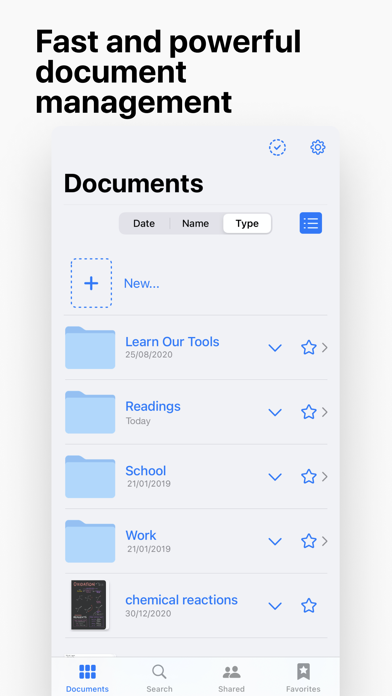 Fast and powerful
document
management
Documents
Date Name Type
New...
Learn Our Tools
25/08/2020
Readings
Today
School
21/01/2019
Work
21/01/2019
chemical reactions
30/12/2020
Documents Search Shared Favorites